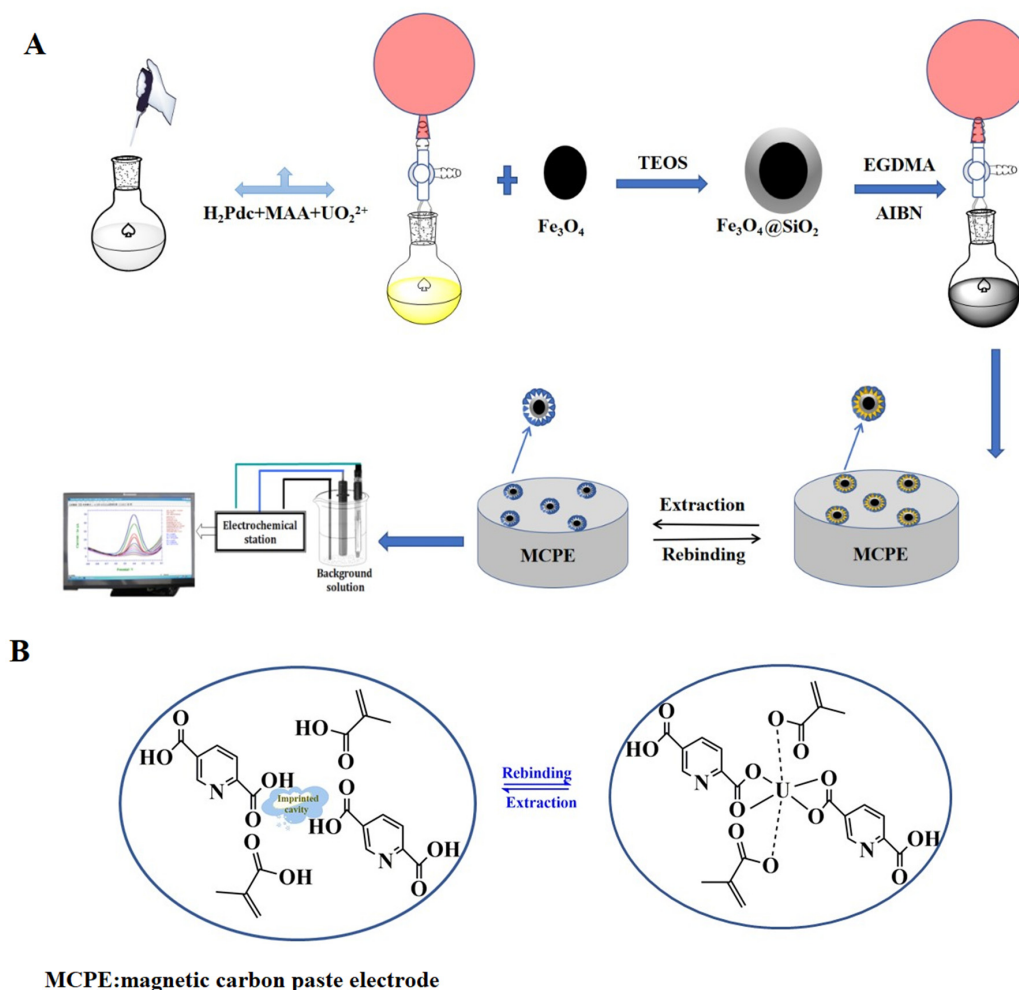 A
H₂Pdc+MAA+UO₂²⁺
Fe₃O₄
TEOS
Fe₃O₄@SiO₂
EGDMA
AIBN
Electrochemical
station
Background
solution
MCPE
Extraction
Rebinding
MCPE
B
O
HO
N
OH
O
HO
O
Imprinted
cavity
O
HO
N
OH
O
O
OH
Rebinding
Extraction
O
HO
N
O
O
U
O
O
O
O
N
OH
O
O
O
MCPE:magnetic carbon paste electrode